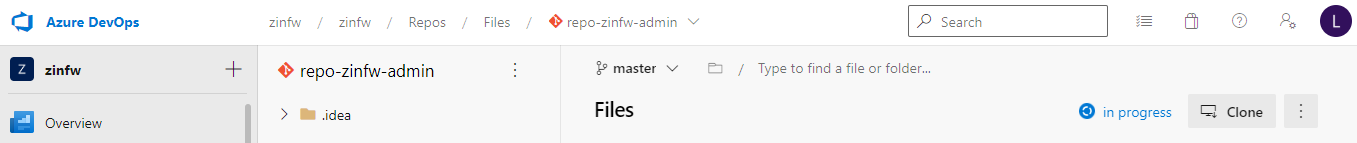 Azure DevOps
zinfw / zinfw / Repos / Files / repo-zinfw-admin
Search
L
Z zinfw
repo-zinfw-admin
master / Type to find a file or folder...
Overview
.idea
Files
in progress
Clone